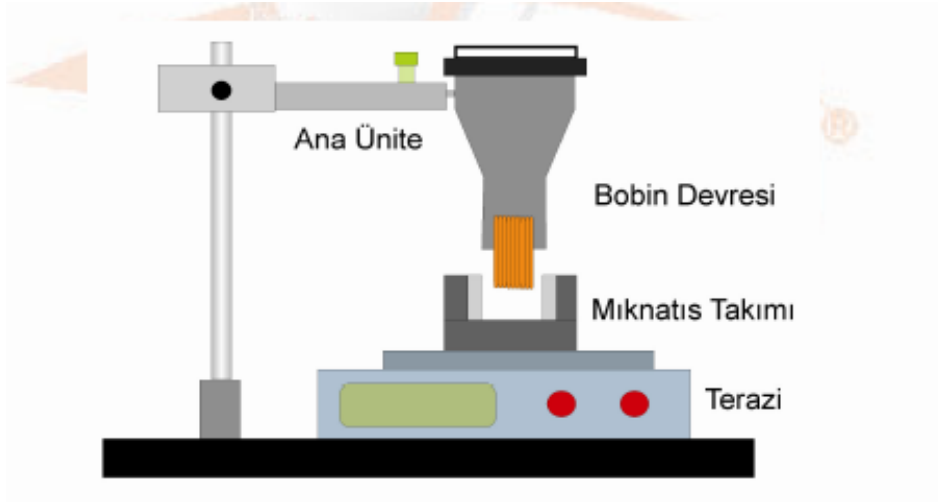 Ana Ünite
Bobin Devresi
Mıknatıs Takımı
Terazi
®